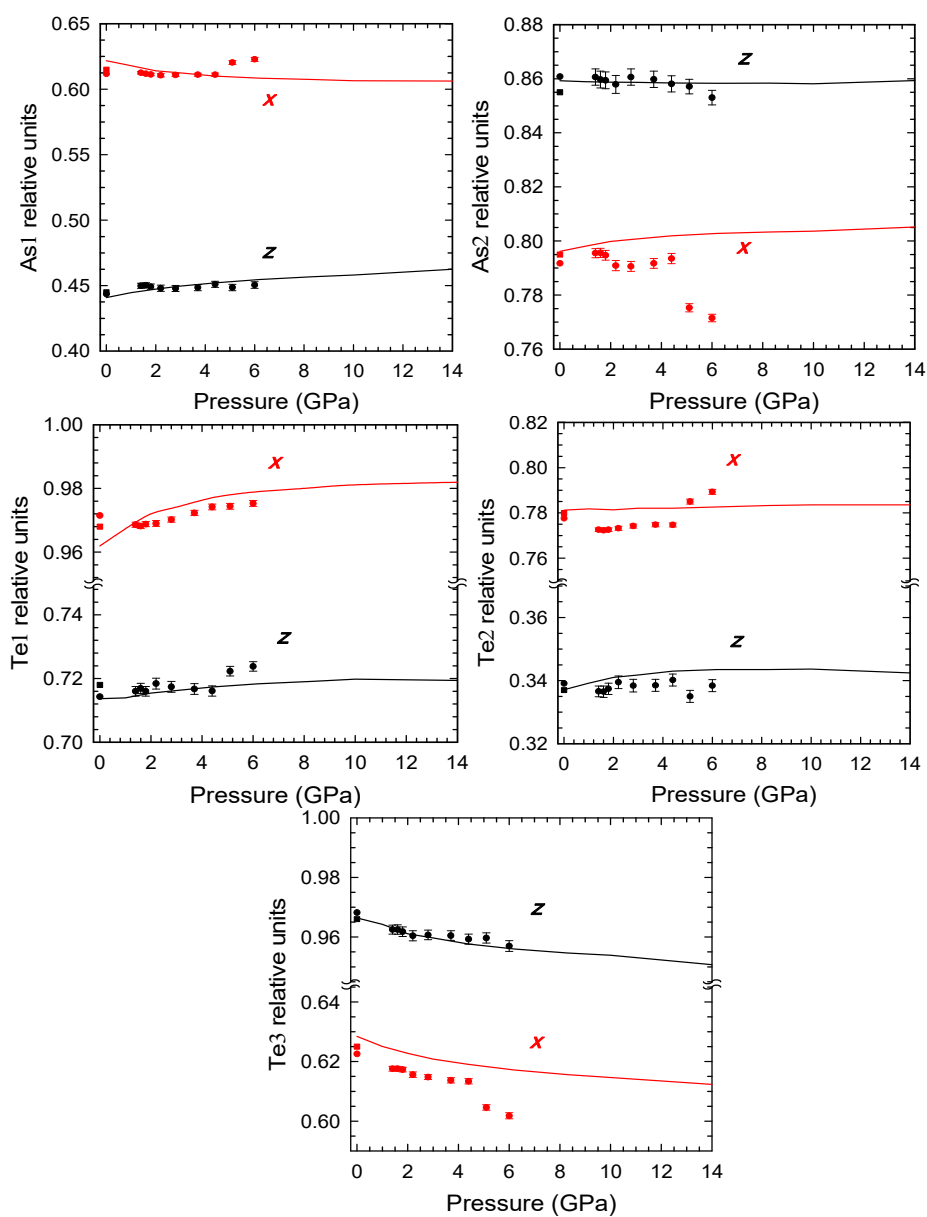 0.65
0.60
0.55
0.50
0.45
0.40
As1 relative units
X
Z
0 2 4 6 8 10 12 14
Pressure (GPa)
0.88
0.86
0.84
0.82
0.80
0.78
0.76
As2 relative units
Z
X
0 2 4 6 8 10 12 14
Pressure (GPa)
1.00
0.98
0.96
0.74
0.72
0.70
Te1 relative units
X
Z
0 2 4 6 8 10 12 14
Pressure (GPa)
0.82
0.80
0.78
0.76
0.36
0.34
0.32
Te2 relative units
X
Z
0 2 4 6 8 10 12 14
Pressure (GPa)
1.00
0.98
0.96
0.64
0.62
0.60
Te3 relative units
Z
X
0 2 4 6 8 10 12 14
Pressure (GPa)